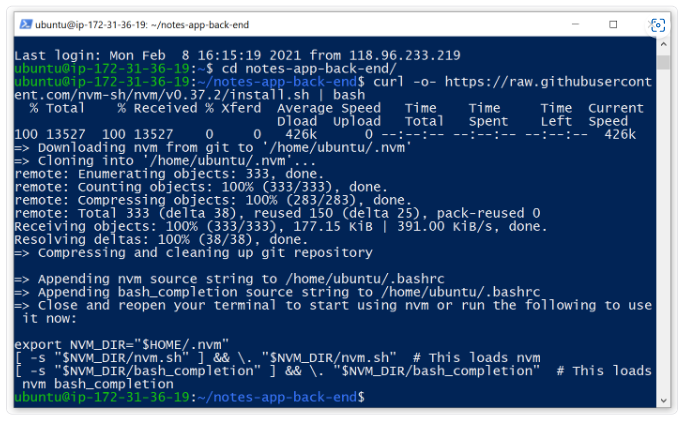 ubuntu@ip-172-31-36-19: ~/notes-app-back-end
Last login: Mon Feb  8 16:15:19 2021 from 118.96.233.219
ubuntu@ip-172-31-36-19:~$ cd notes-app-back-end/
ubuntu@ip-172-31-36-19:~/notes-app-back-end$ curl -o- https://raw.githubusercont
ent.com/nvm-sh/nvm/v0.37.2/install.sh | bash
  % Total    % Received % Xferd  Average Speed   Time    Time     Time  Current
                                 Dload  Upload   Total   Spent    Left  Speed
100 13527  100 13527    0     0   426k      0 --:--:-- --:--:-- --:--:--  426k
=> Downloading nvm from git to '/home/ubuntu/.nvm'
=> Cloning into '/home/ubuntu/.nvm'...
remote: Enumerating objects: 333, done.
remote: Counting objects: 100% (333/333), done.
remote: Compressing objects: 100% (283/283), done.
remote: Total 333 (delta 38), reused 150 (delta 25), pack-reused 0
Receiving objects: 100% (333/333), 177.15 KiB | 391.00 KiB/s, done.
Resolving deltas: 100% (38/38), done.
=> Compressing and cleaning up git repository
=> Appending nvm source string to /home/ubuntu/.bashrc
=> Appending bash_completion source string to /home/ubuntu/.bashrc
=> Close and reopen your terminal to start using nvm or run the following to use
 it now:
export NVM_DIR="$HOME/.nvm"
[ -s "$NVM_DIR/nvm.sh" ] && \. "$NVM_DIR/nvm.sh"  # This loads nvm
[ -s "$NVM_DIR/bash_completion" ] && \. "$NVM_DIR/bash_completion"  # This loads
 nvm bash_completion
ubuntu@ip-172-31-36-19:~/notes-app-back-end$